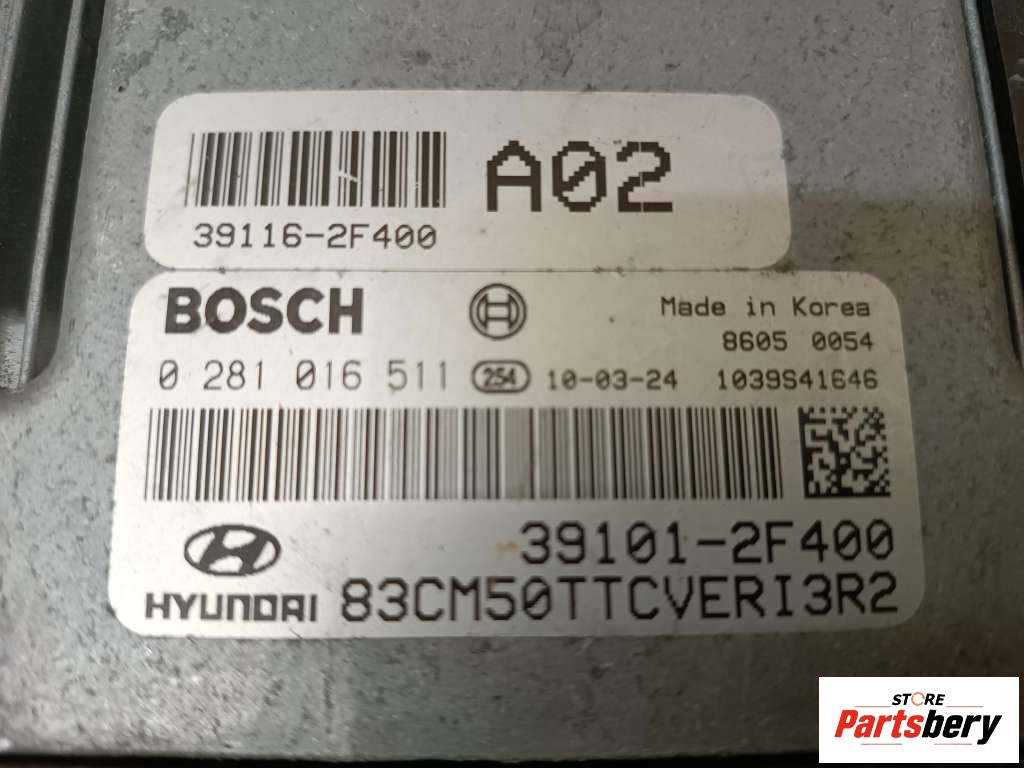 A02
39116-2F400
BOSCH Made in Korea
8605 0054
0 281 016 511 254 10-03-24 1039S41646
39101-2F400
HYUNDAI 83CM50TTCVERI3R2
STORE
Partsbery